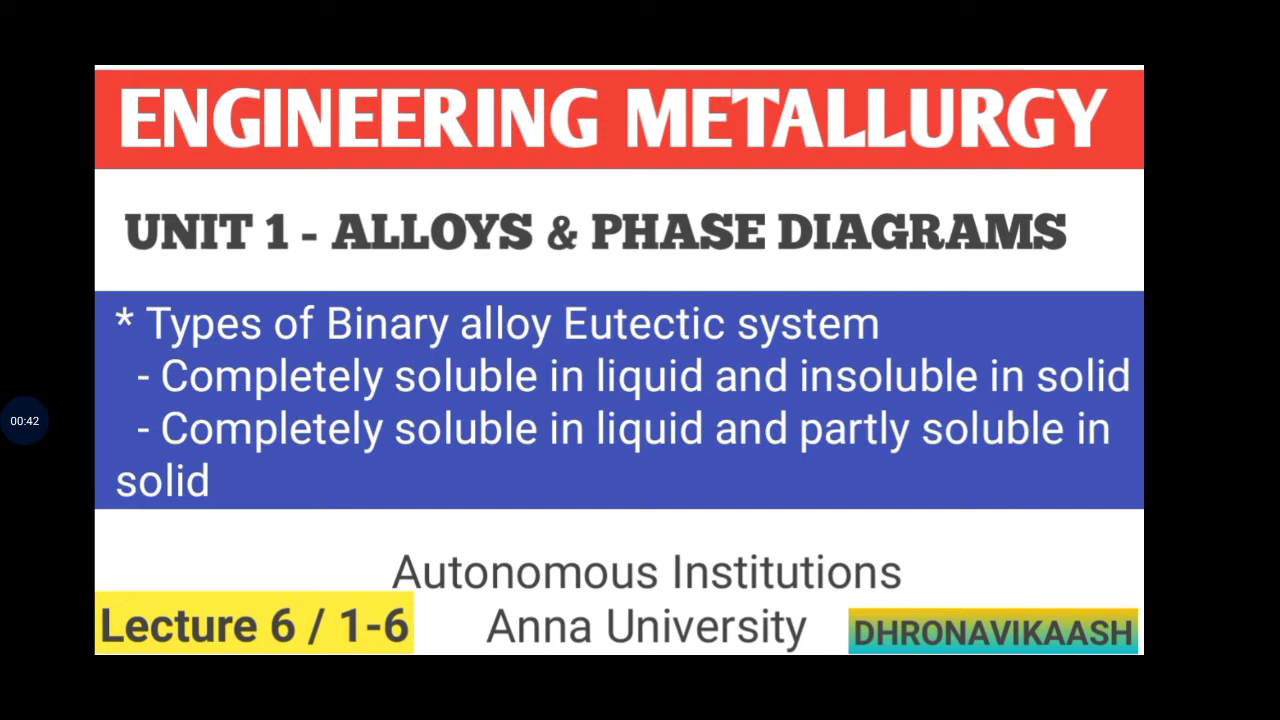 ENGINEERING METALLURGY
UNIT 1 - ALLOYS & PHASE DIAGRAMS
* Types of Binary alloy Eutectic system
- Completely soluble in liquid and insoluble in solid
- Completely soluble in liquid and partly soluble in
solid
00:42
Autonomous Institutions
Lecture 6 / 1-6
Anna University
DHRONAVIKAASH